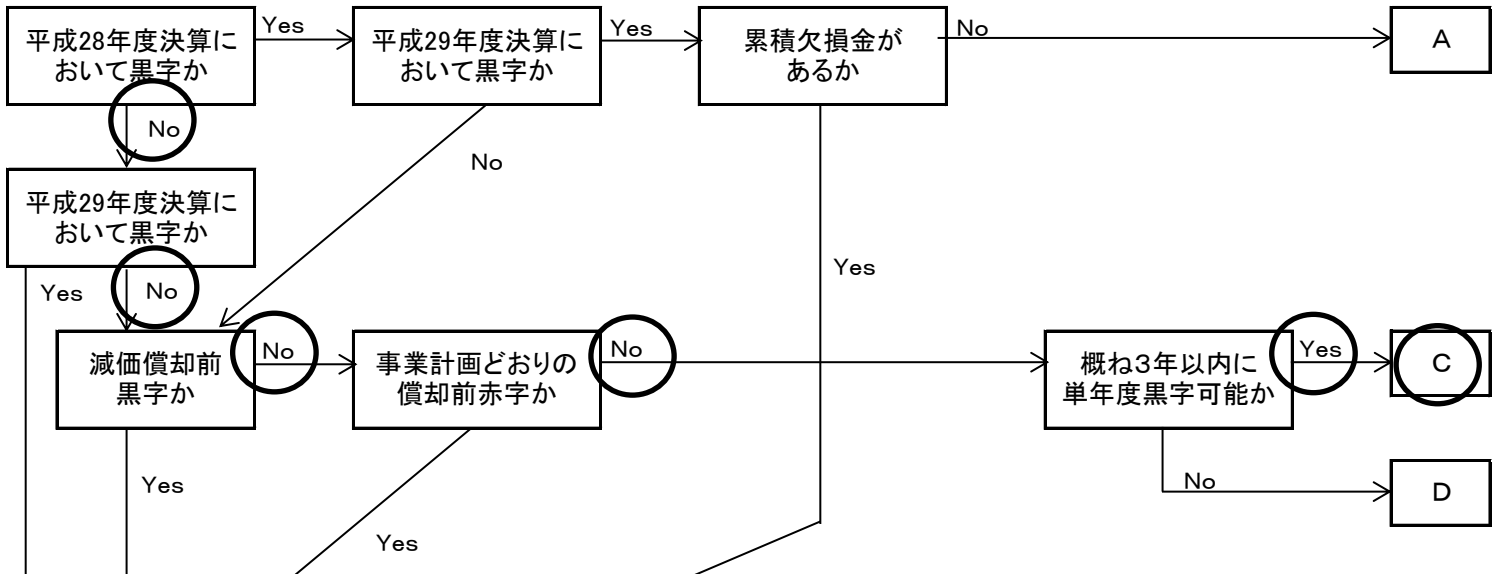 平成28年度決算に
おいて黒字か
Yes
平成29年度決算に
おいて黒字か
Yes
累積欠損金が
あるか
No
A
No
No
平成29年度決算に
おいて黒字か
Yes
Yes
No
減価償却前
黒字か
No
事業計画どおりの
償却前赤字か
No
概ね3年以内に
単年度黒字可能か
Yes
C
Yes
No
D
Yes